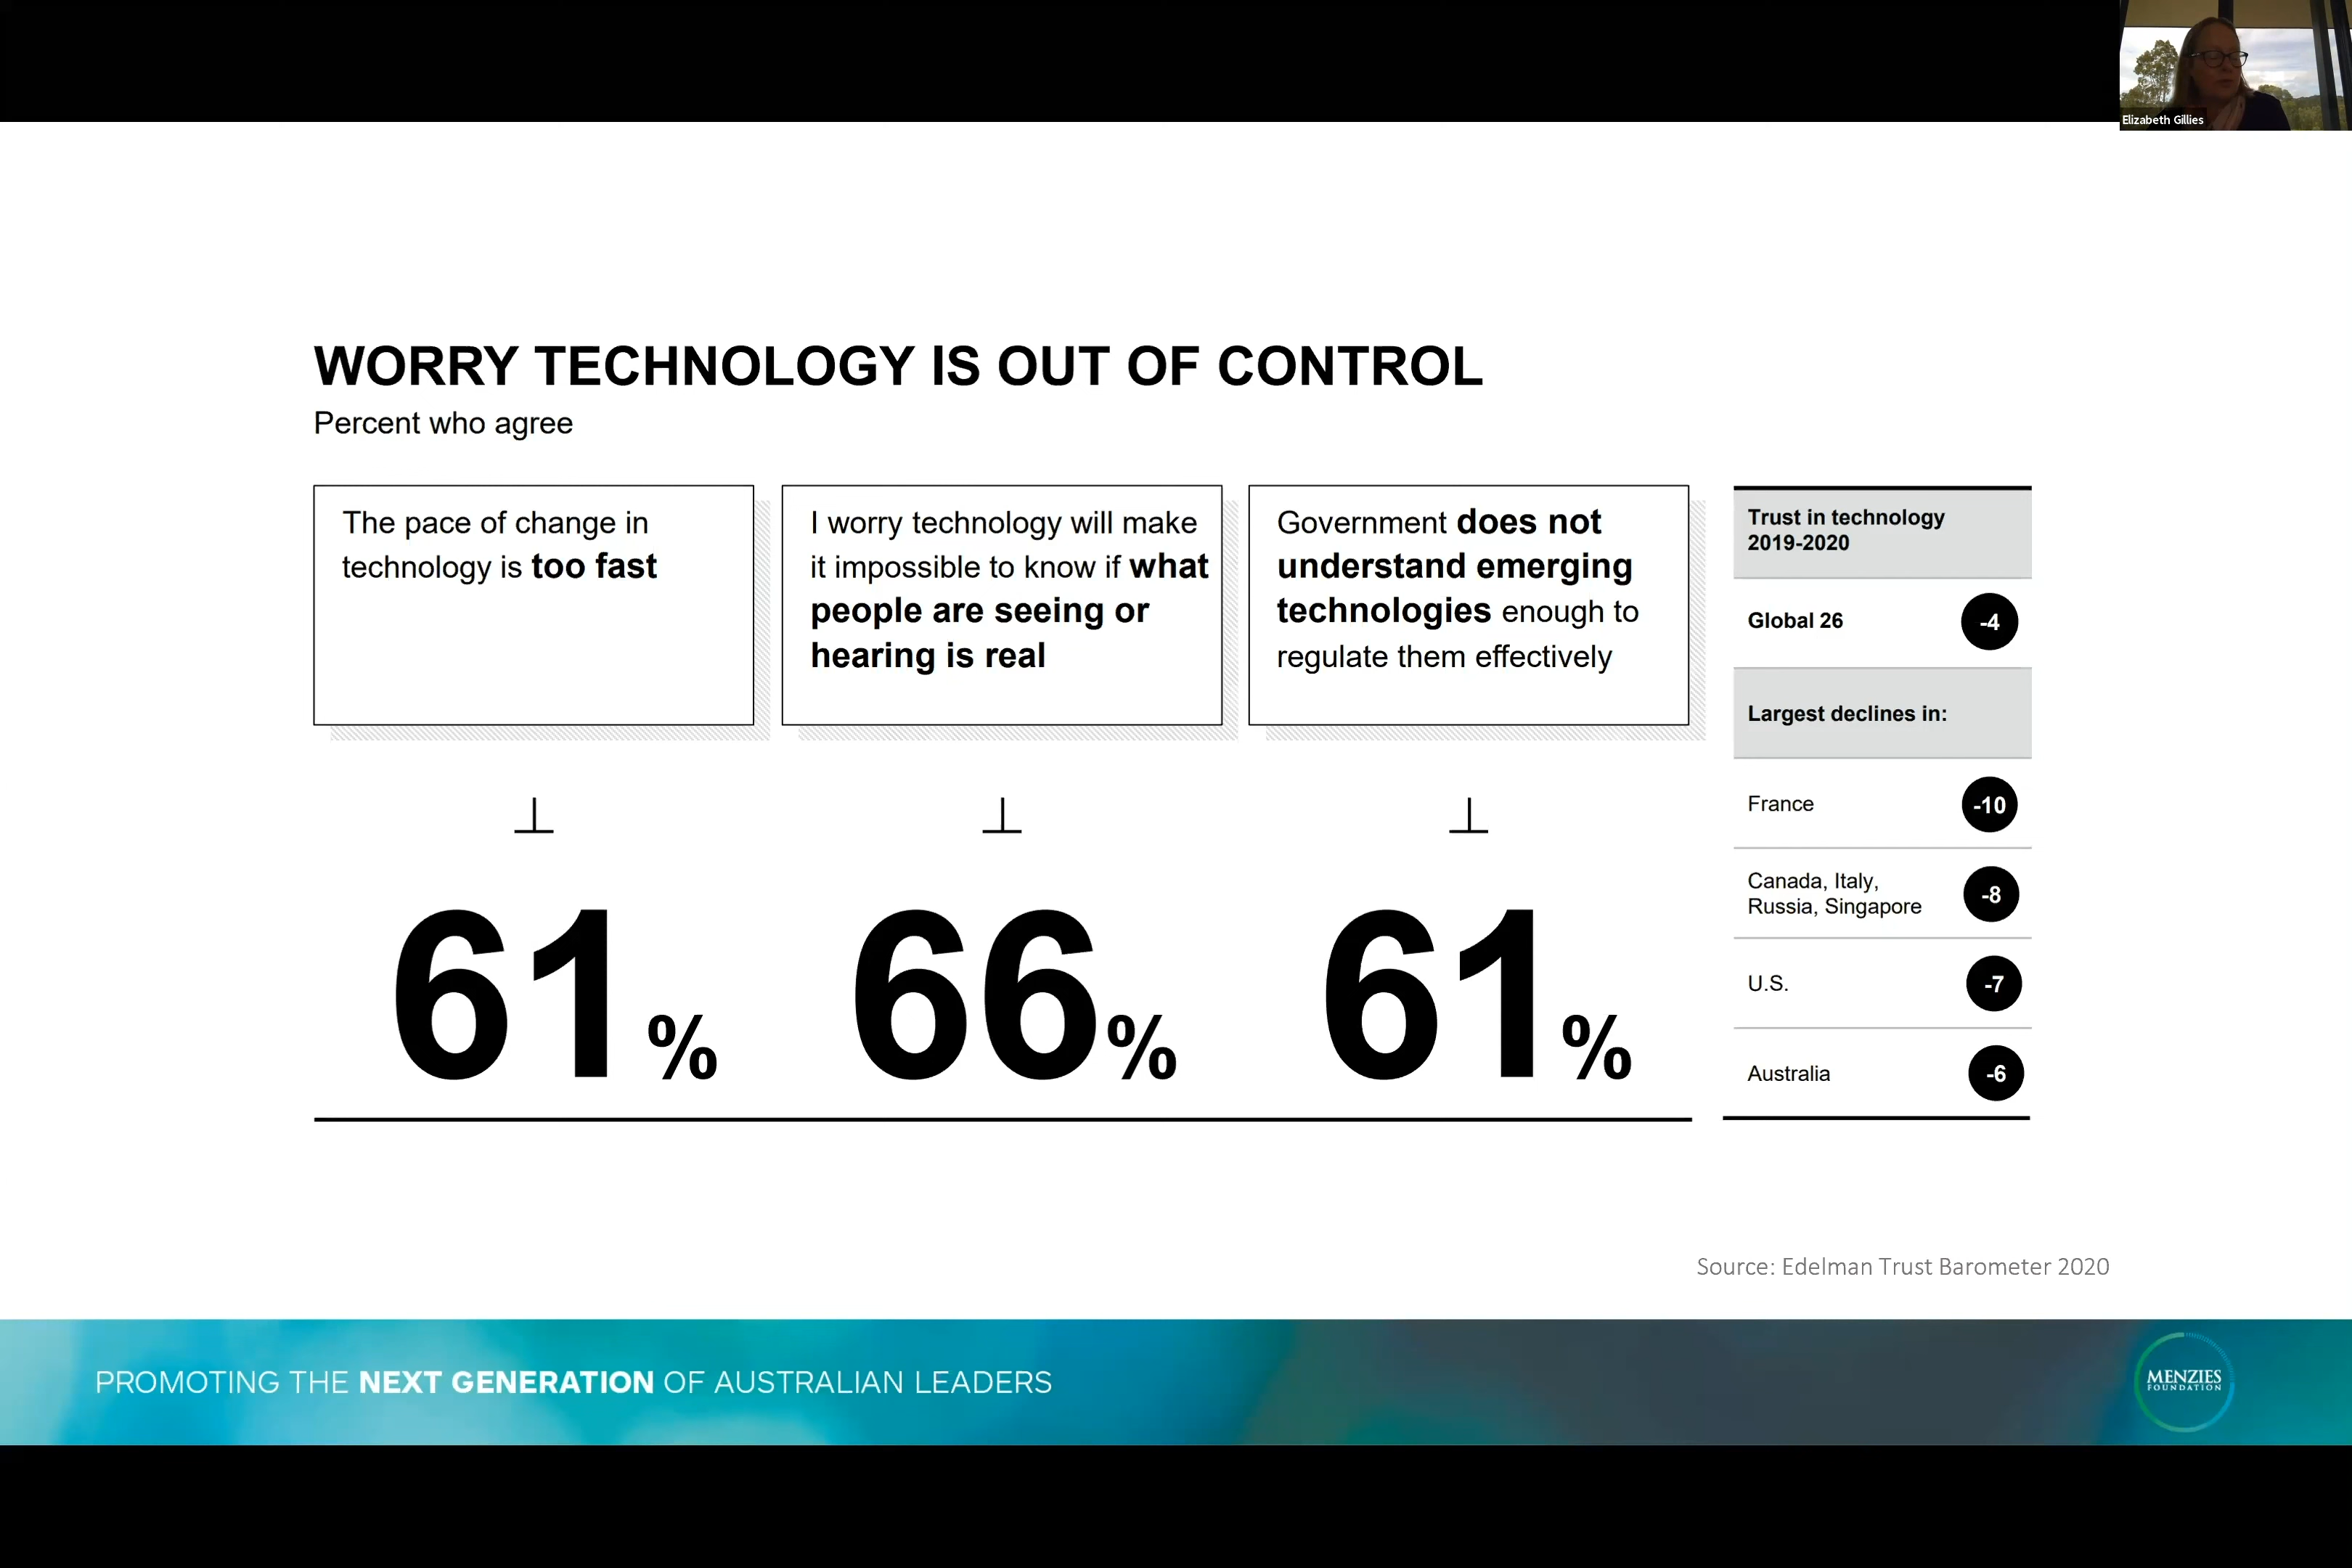 Elizabeth Gillies
WORRY TECHNOLOGY IS OUT OF CONTROL
Percent who agree
The pace of change in
technology is too fast
61%
I worry technology will make
it impossible to know if what
people are seeing or
hearing is real
66%
Government does not
understand emerging
technologies enough to
regulate them effectively
61%
Trust in technology
2019-2020
Global 26 -4
Largest declines in:
France -10
Canada, Italy,
Russia, Singapore -8
U.S. -7
Australia -6
Source: Edelman Trust Barometer 2020
PROMOTING THE NEXT GENERATION OF AUSTRALIAN LEADERS
MENZIES
FOUNDATION